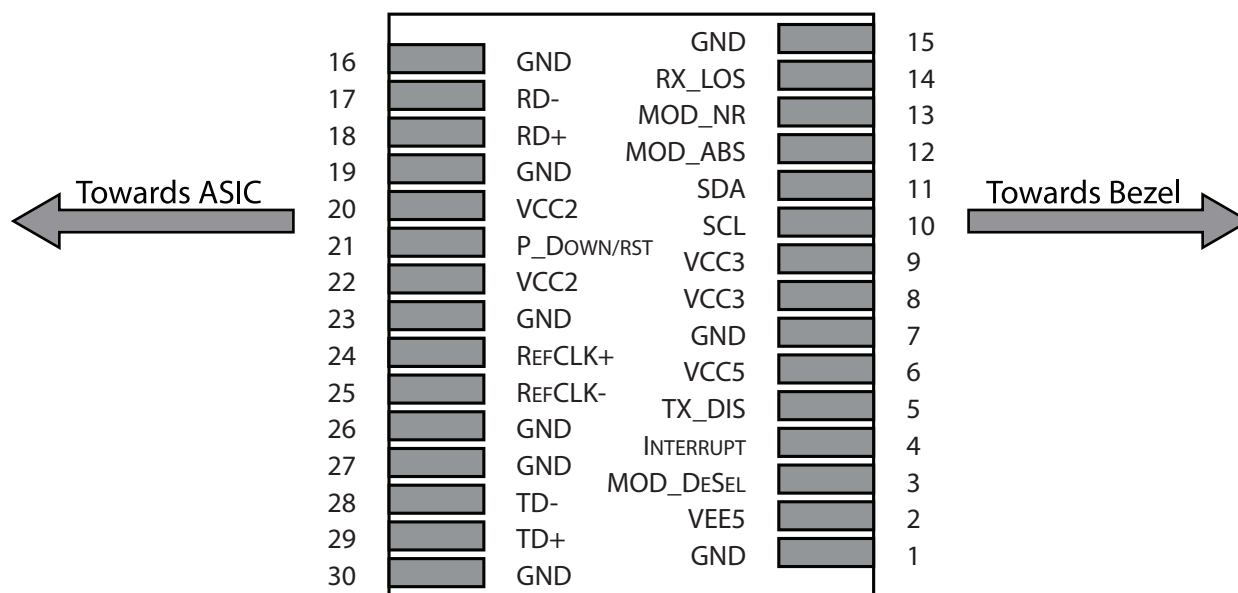 GND 15
16 GND
RX_LOS 14
17 RD-
MOD_NR 13
18 RD+
MOD_ABS 12
19 GND
SDA 11
Towards ASIC
Towards Bezel
20 VCC2
SCL 10
21 P_DOWN/RST
VCC3 9
22 VCC2
VCC3 8
23 GND
GND 7
24 REFCLK+
VCC5 6
25 REFCLK-
TX_DIS 5
26 GND
INTERRUPT 4
27 GND
MOD_DESEL 3
28 TD-
VEE5 2
29 TD+
GND 1
30 GND